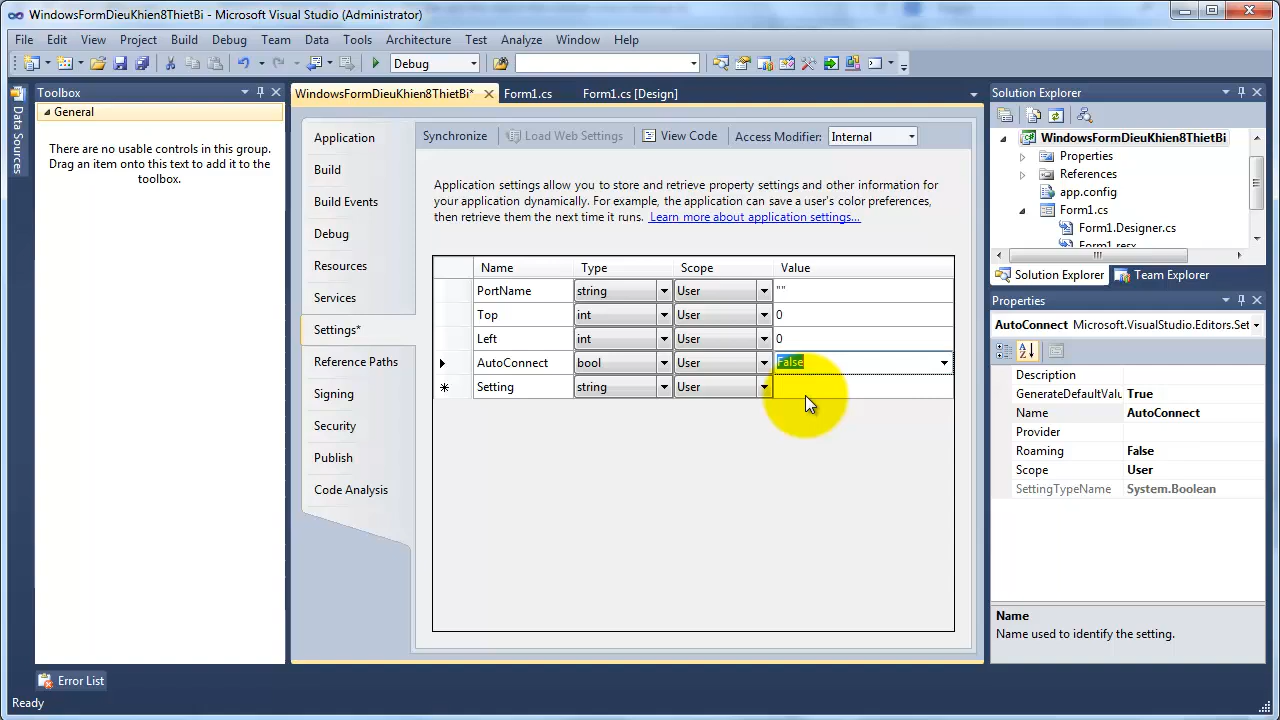 WindowsFormDieuKhien8ThietBi - Microsoft Visual Studio (Administrator)
File Edit View Project Build Debug Team Data Tools Architecture Test Analyze Window Help
Debug
Data Sources
Toolbox
General
There are no usable controls in this group.
Drag an item onto this text to add it to the
toolbox.
WindowsFormDieuKhien8ThietBi* Form1.cs Form1.cs [Design]
Application
Build
Build Events
Debug
Resources
Services
Settings*
Reference Paths
Signing
Security
Publish
Code Analysis
Synchronize Load Web Settings View Code Access Modifier: Internal
Application settings allow you to store and retrieve property settings and other information for
your application dynamically. For example, the application can save a user's color preferences,
then retrieve them the next time it runs. Learn more about application settings...
Name Type Scope Value
PortName string User ""
Top int User 0
Left int User 0
AutoConnect bool User False
Setting string User
Solution Explorer
WindowsFormDieuKhien8ThietBi
Properties
References
app.config
Form1.cs
Form1.Designer.cs
Form1.resx
Solution Explorer Team Explorer
Properties
AutoConnect Microsoft.VisualStudio.Editors.Set
Description
GenerateDefaultValu True
Name AutoConnect
Provider
Roaming False
Scope User
SettingTypeName System.Boolean
Name
Name used to identify the setting.
Error List
Ready